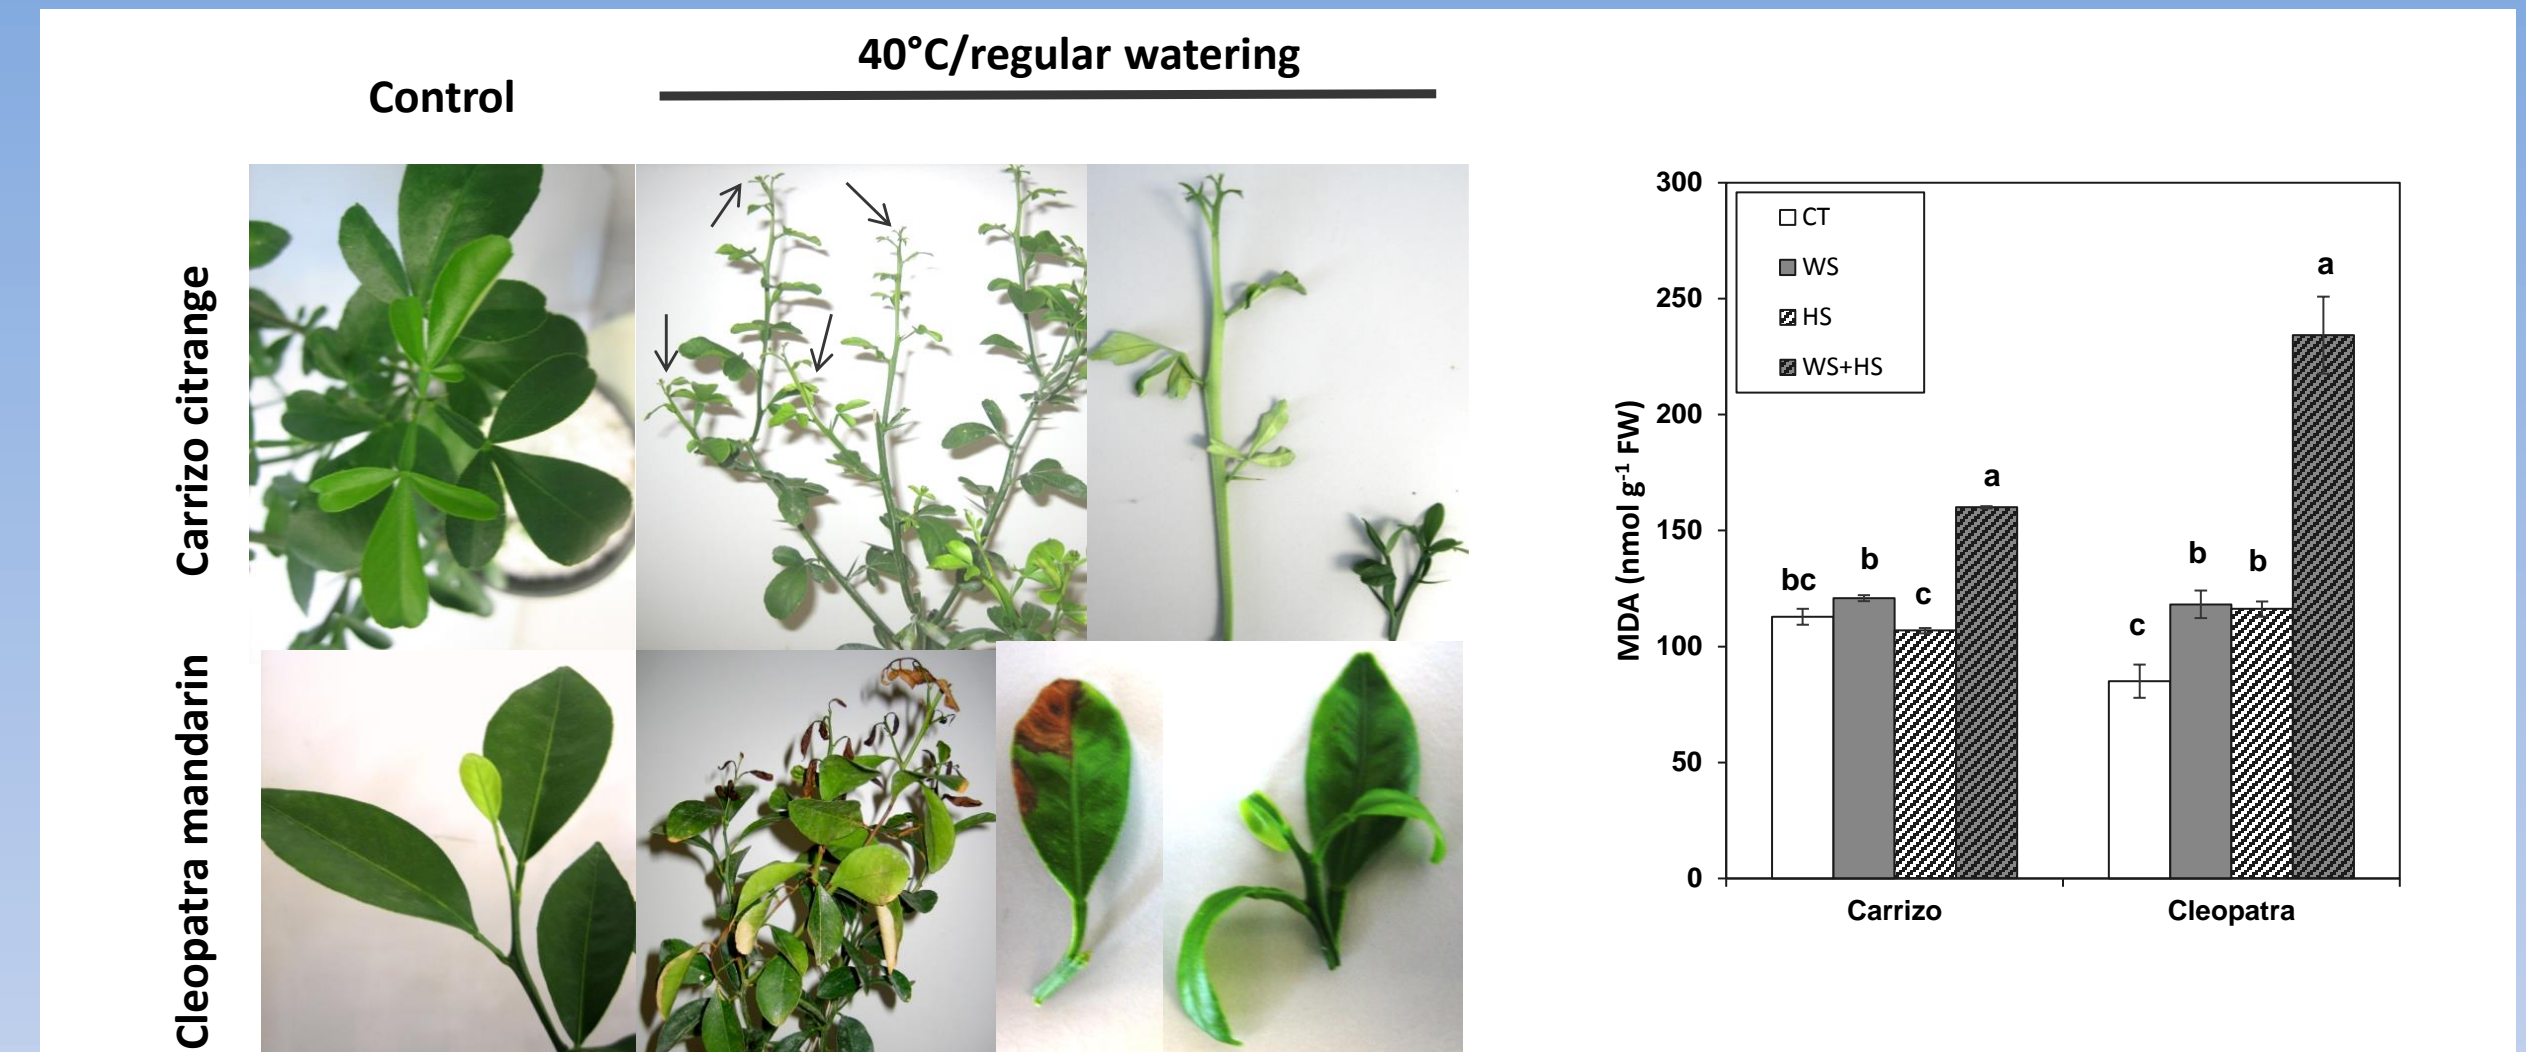 40°C/regular watering
Control
Carrizo citrange
Cleopatra mandarin
300
250
200
150
100
50
0
MDA (nmol g⁻¹ FW)
CT
WS
HS
WS+HS
bc
b
c
a
c
b
b
a
Carrizo
Cleopatra